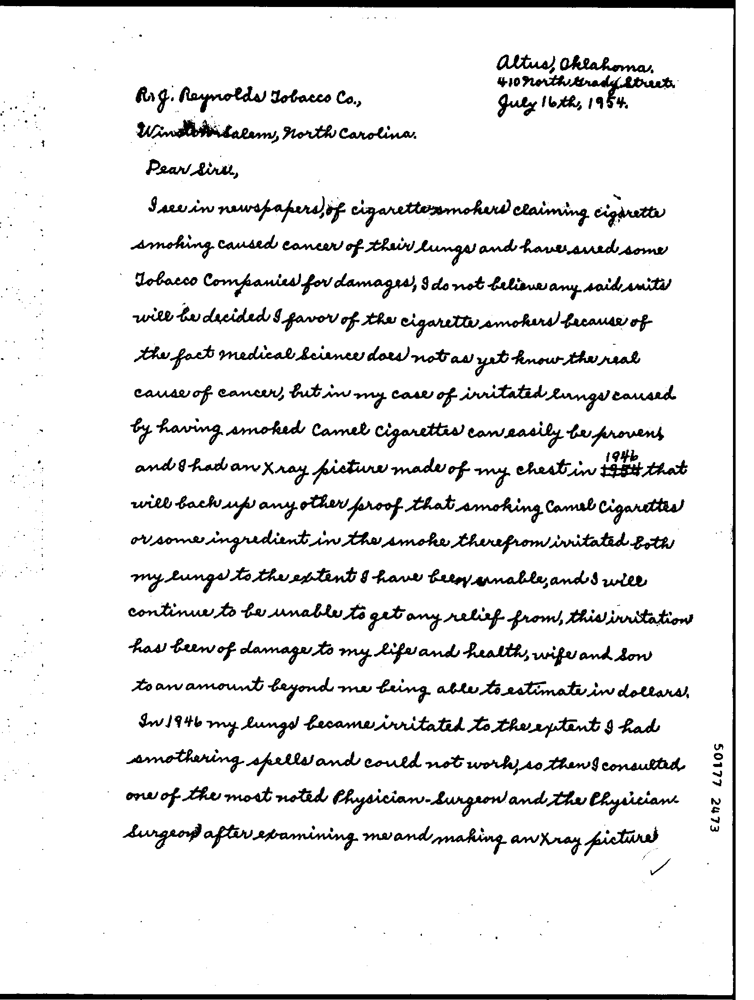 Altus, Oklahoma.
410 North Grady Street.
July 16th, 1954.
R. J. Reynolds Tobacco Co.,
Winston Salem, North Carolina.
Dear Sirs,
I see in newspapers, of cigarette smokers claiming cigarette
smoking caused cancer of their lungs and have sued some
Tobacco Companies for damages, I do not believe any said suits
will be decided I favor of the cigarette smokers because of
the fact medical Science does not as yet know the real
cause of cancer, but in my case of irritated lungs caused
by having smoked Camel Cigarettes can easily be proven,
and I had an X ray picture made of my chest in 1954 1946 that
will back up any other proof that smoking Camel Cigarettes
or some ingredient in the smoke therefrom irritated both
my lungs to the extent I have been unable, and I will
continue to be unable to get any relief from, this irritation
has been of damage to my life and health, wife and Son
to an amount beyond me being able to estimate in dollars.
In 1946 my lungs became irritated to the extent I had
smothering spells and could not work, so then I consulted
one of the most noted Physician-Surgeon and the Physician
Surgeon after examining me and making an X ray picture
50177 2473